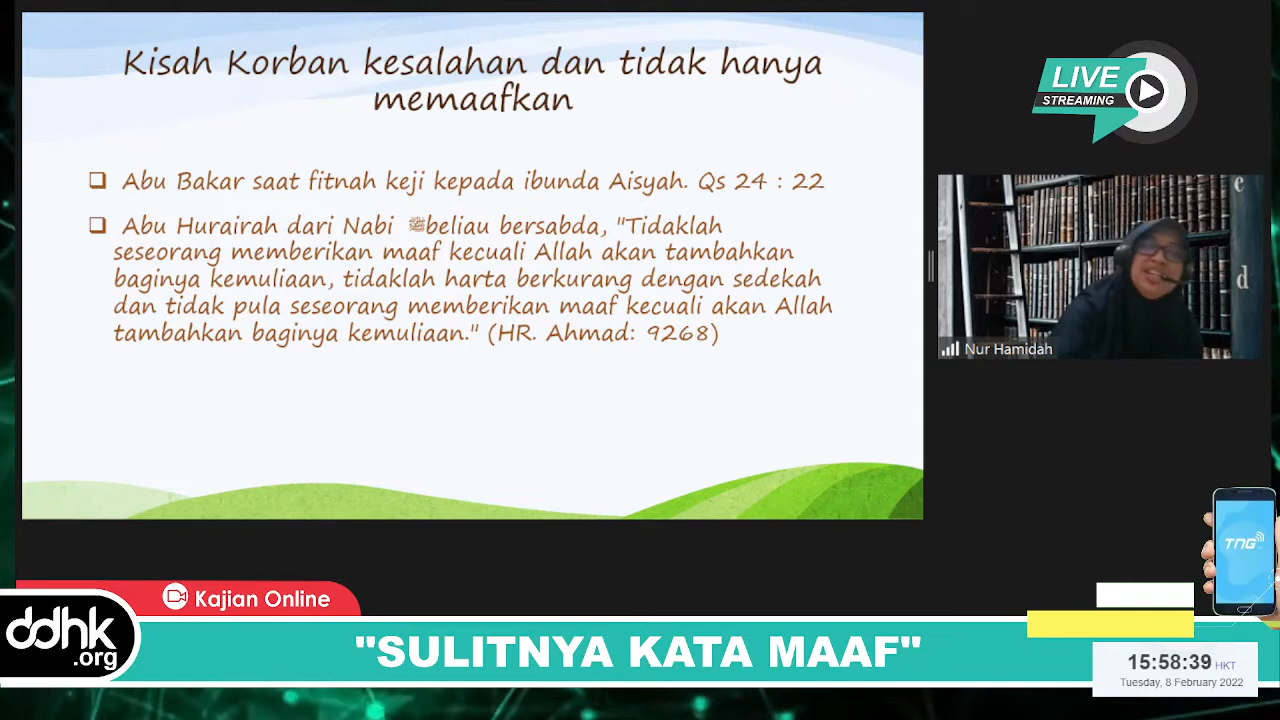 Kisah Korban kesalahan dan tidak hanya
memaafkan
Abu Bakar saat fitnah keji kepada ibunda Aisyah. Qs 24 : 22
Abu Hurairah dari Nabi ﷺbeliau bersabda, "Tidaklah
seseorang memberikan maaf kecuali Allah akan tambahkan
baginya kemuliaan, tidaklah harta berkurang dengan sedekah
dan tidak pula seseorang memberikan maaf kecuali akan Allah
tambahkan baginya kemuliaan." (HR. Ahmad: 9268)
LIVE
STREAMING
e
d
Nur Hamidah
TNG
Kajian Online
ddhk
.org
"SULITNYA KATA MAAF"
15:58:39 HKT
Tuesday, 8 February 2022